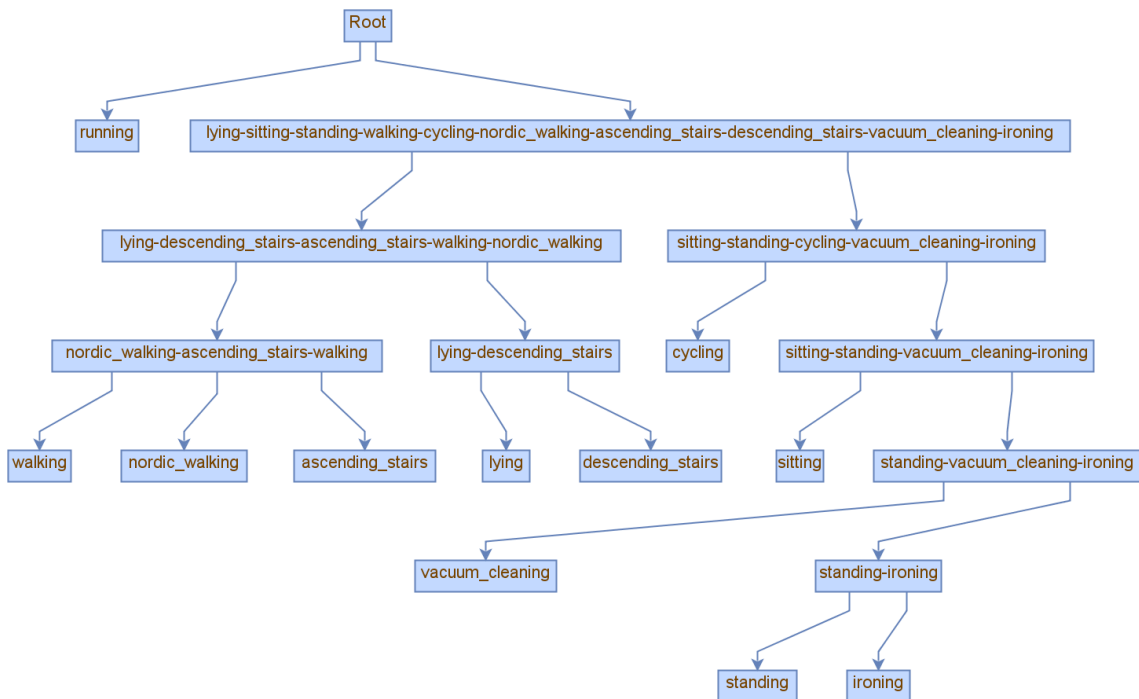 Root
running
lying-sitting-standing-walking-cycling-nordic_walking-ascending_stairs-descending_stairs-vacuum_cleaning-ironing
lying-descending_stairs-ascending_stairs-walking-nordic_walking
sitting-standing-cycling-vacuum_cleaning-ironing
nordic_walking-ascending_stairs-walking
lying-descending_stairs
cycling
sitting-standing-vacuum_cleaning-ironing
walking
nordic_walking
ascending_stairs
lying
descending_stairs
sitting
standing-vacuum_cleaning-ironing
vacuum_cleaning
standing-ironing
standing
ironing